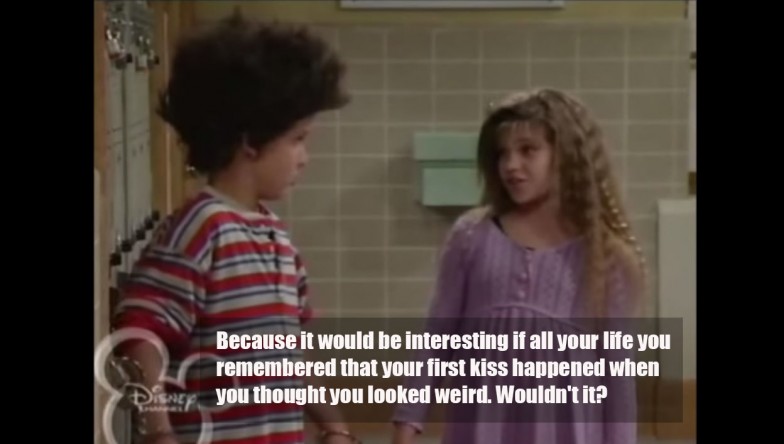 Because it would be interesting if all your life you
remembered that your first kiss happened when
you thought you looked weird. Wouldn't it?
Disney
CHANNEL